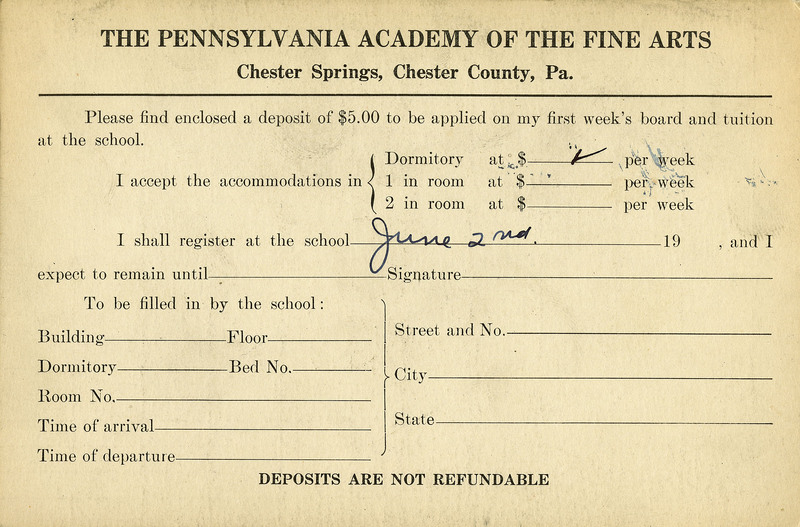 THE PENNSYLVANIA ACADEMY OF THE FINE ARTS
Chester Springs, Chester County, Pa.
Please find enclosed a deposit of $5.00 to be applied on my first week's board and tuition
at the school.
I accept the accommodations in
Dormitory at $ ✓ per week
1 in room at $ per week
2 in room at $ per week
I shall register at the school June 2nd. 19 , and I
expect to remain until Signature
To be filled in by the school:
Building Floor
Dormitory Bed No.
Room No.
Time of arrival
Time of departure
Street and No.
City
State
DEPOSITS ARE NOT REFUNDABLE